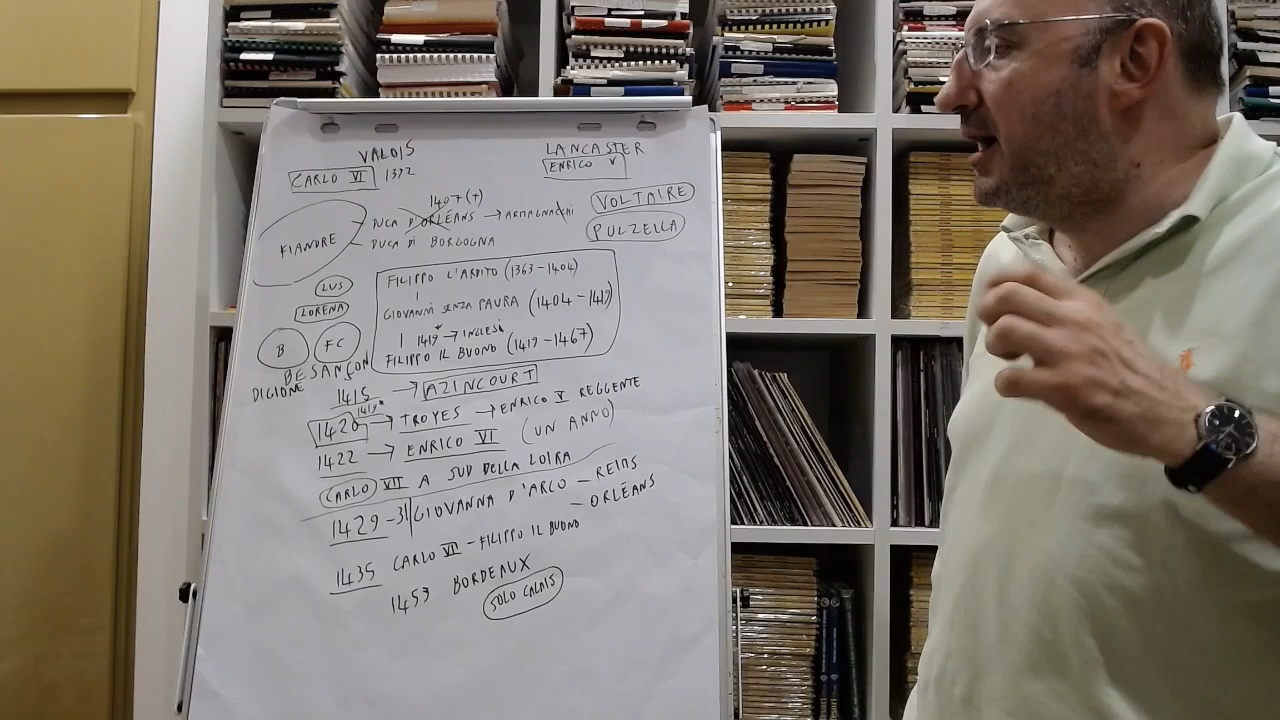 VALOIS
LANCASTER
CARLO VI 1392
ENRICO V
1407 (+)
DUCA D'ORLÉANS → ARMAGNACCHI
VOLTAIRE
FIANDRE
DUCA DI BORGOGNA
PULZELLA
FILIPPO L'ARDITO (1363-1404)
LUS
GIOVANNI SENZA PAURA (1404-1419)
LORENA
1419 → INGLESI
B FC
FILIPPO IL BUONO (1419-1467)
BESANÇON
DIGIONE
1415 → AZINCOURT
1419
1420 → TROYES → ENRICO V REGGENTE
1422 → ENRICO VI (UN ANNO)
CARLO VII A SUD DELLA LOIRA
1429-31 GIOVANNA D'ARCO - REIMS
- ORLÉANS
1435 CARLO VII - FILIPPO IL BUONO
1453 BORDEAUX
SOLO CALAIS